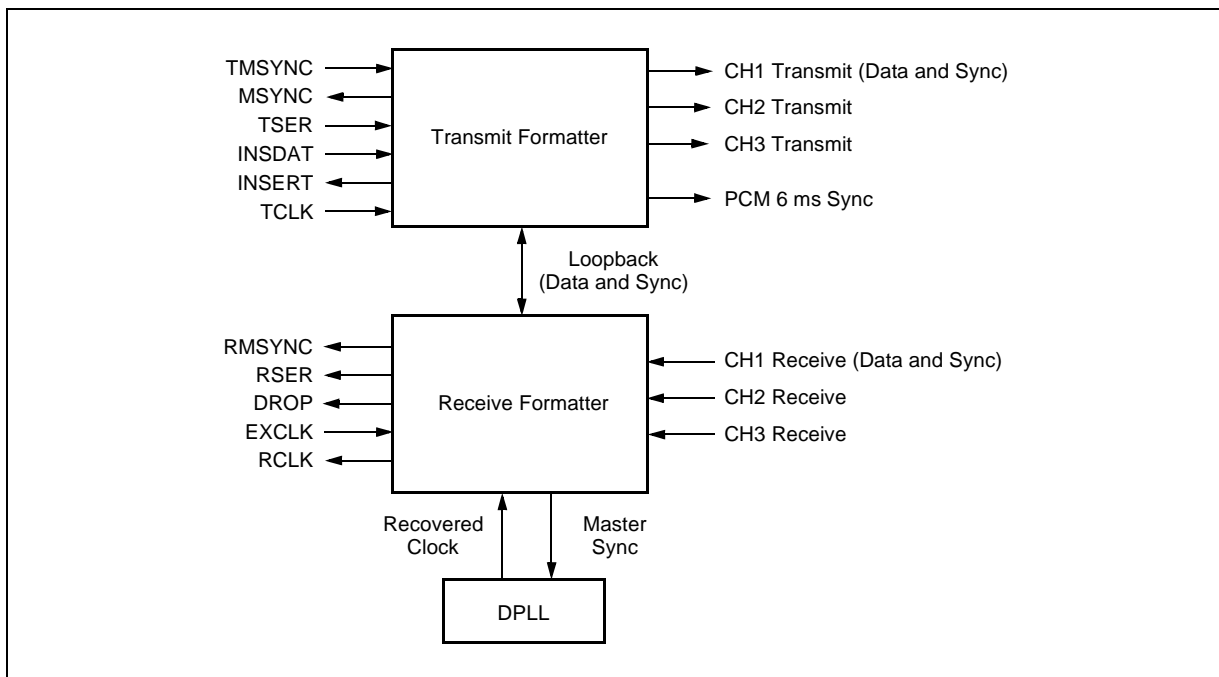 TMSYNC
MSYNC
TSER
INSDAT
INSERT
TCLK
Transmit Formatter
CH1 Transmit (Data and Sync)
CH2 Transmit
CH3 Transmit
PCM 6 ms Sync
Loopback
(Data and Sync)
RMSYNC
RSER
DROP
EXCLK
RCLK
Receive Formatter
CH1 Receive (Data and Sync)
CH2 Receive
CH3 Receive
Recovered
Clock
Master
Sync
DPLL